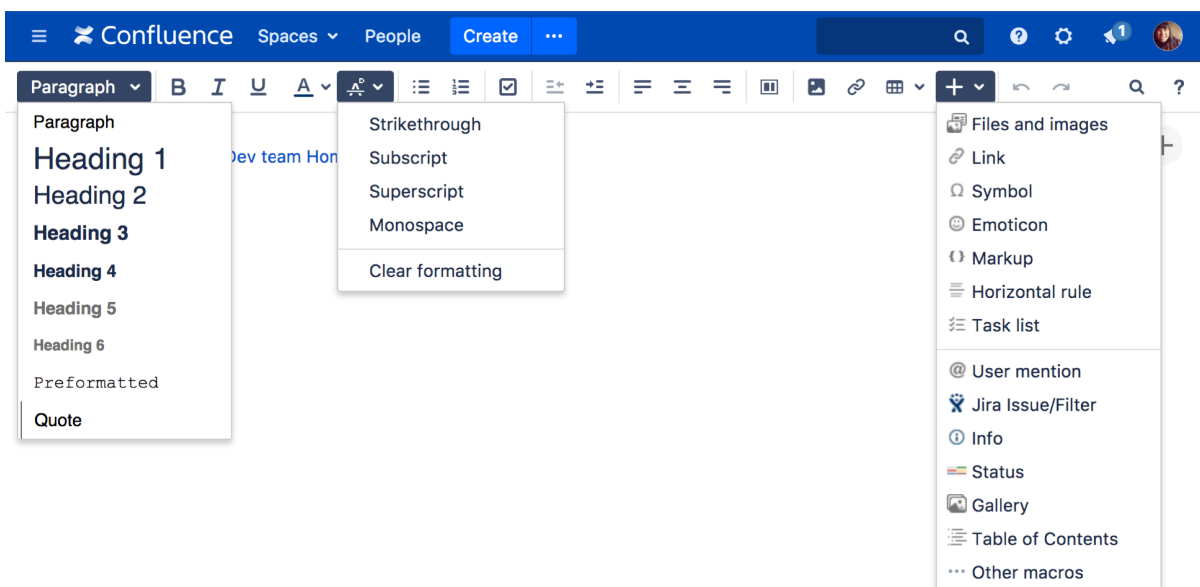 Confluence Spaces People Create ••• 1
Paragraph B I U A
Paragraph
Heading 1
Heading 2
Heading 3
Heading 4
Heading 5
Heading 6
Preformatted
Quote
Dev team Hom
Strikethrough
Subscript
Superscript
Monospace
Clear formatting
Files and images
Link
Symbol
Emoticon
Markup
Horizontal rule
Task list
User mention
Jira Issue/Filter
Info
Status
Gallery
Table of Contents
Other macros